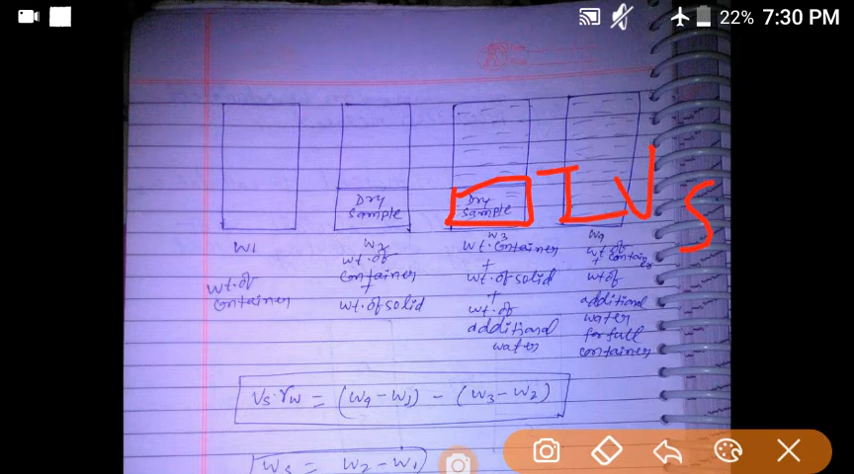 22% 7:30 PM
Dry
sample
Dry
sample
I Vs
W1
wt. of
container
W2
wt. of
container
+
wt. of solid
W3
wt. container
+
wt. of solid
+
wt. of
additional
water
W4
wt. of
+ container
wt. of
additional
water
for full
container
Vs·γw = (W4 - W1) - (W3 - W2)
Ws = W2 - W1